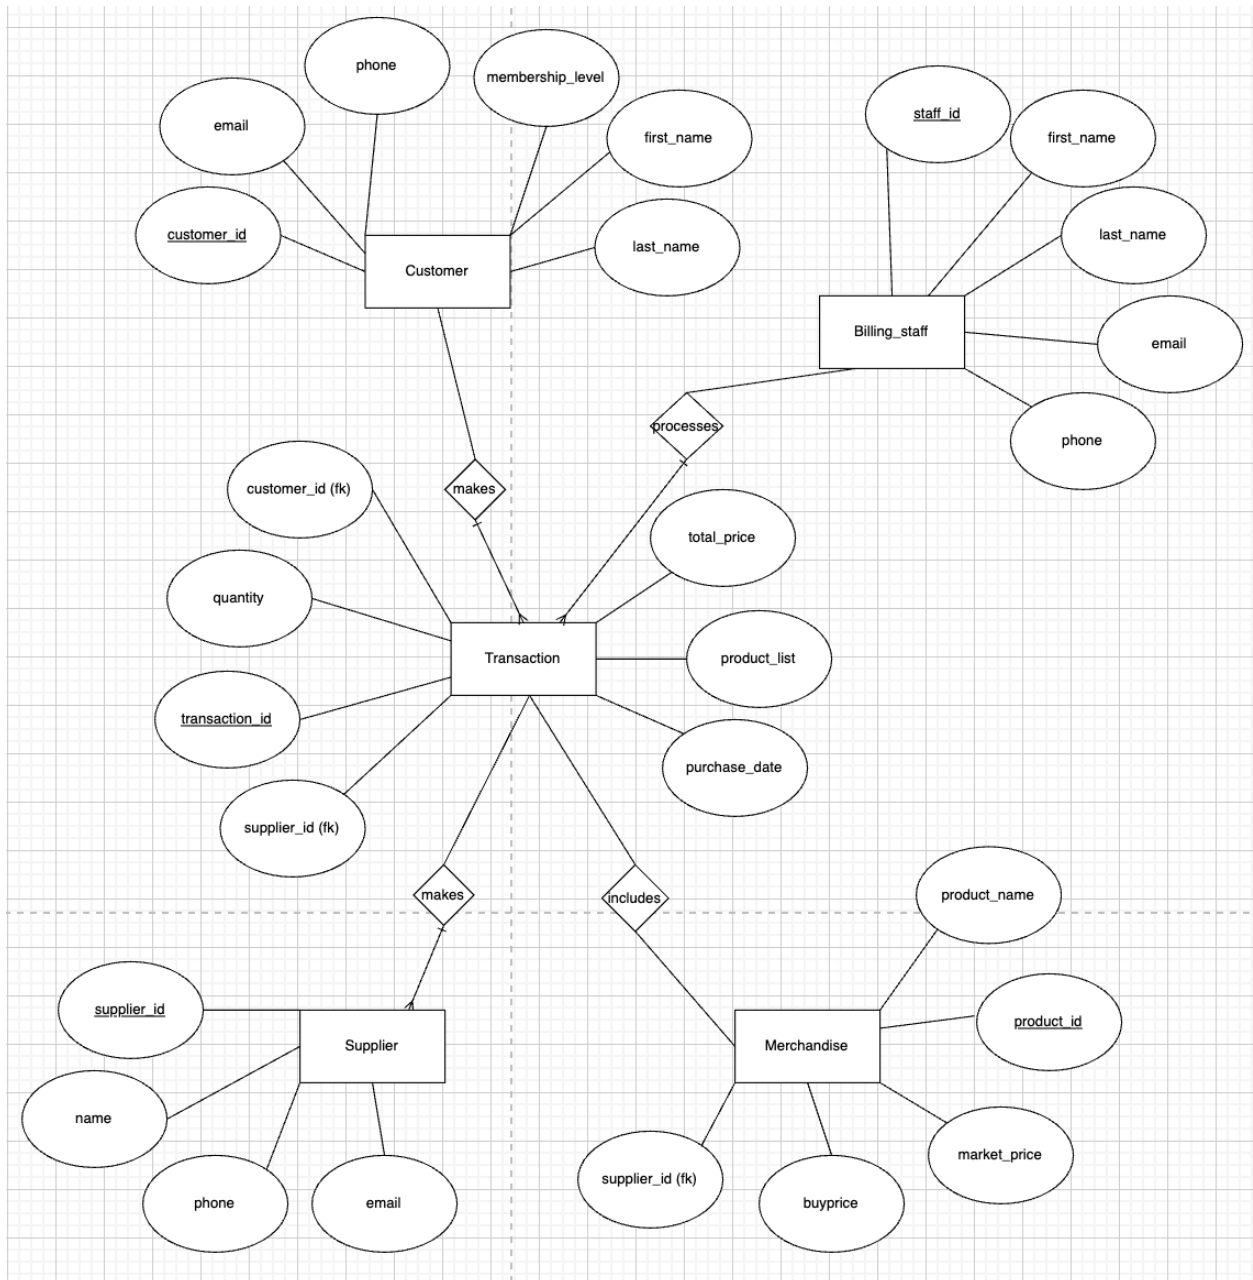 phone
membership_level
email
first_name
customer_id
last_name
Customer
staff_id
first_name
last_name
Billing_staff
email
phone
processes
makes
customer_id (fk)
total_price
quantity
Transaction
product_list
transaction_id
purchase_date
supplier_id (fk)
makes
includes
product_name
supplier_id
product_id
Supplier
Merchandise
name
market_price
supplier_id (fk)
phone
email
buyprice